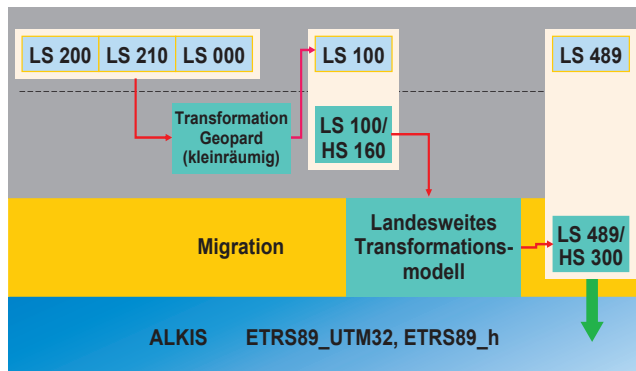 LS 200 LS 210 LS 000 LS 100 LS 489
Transformation
Geopard
(kleinräumig)
LS 100/
HS 160
Migration
Landesweites
Transformations-
modell
LS 489/
HS 300
ALKIS ETRS89_UTM32, ETRS89_h